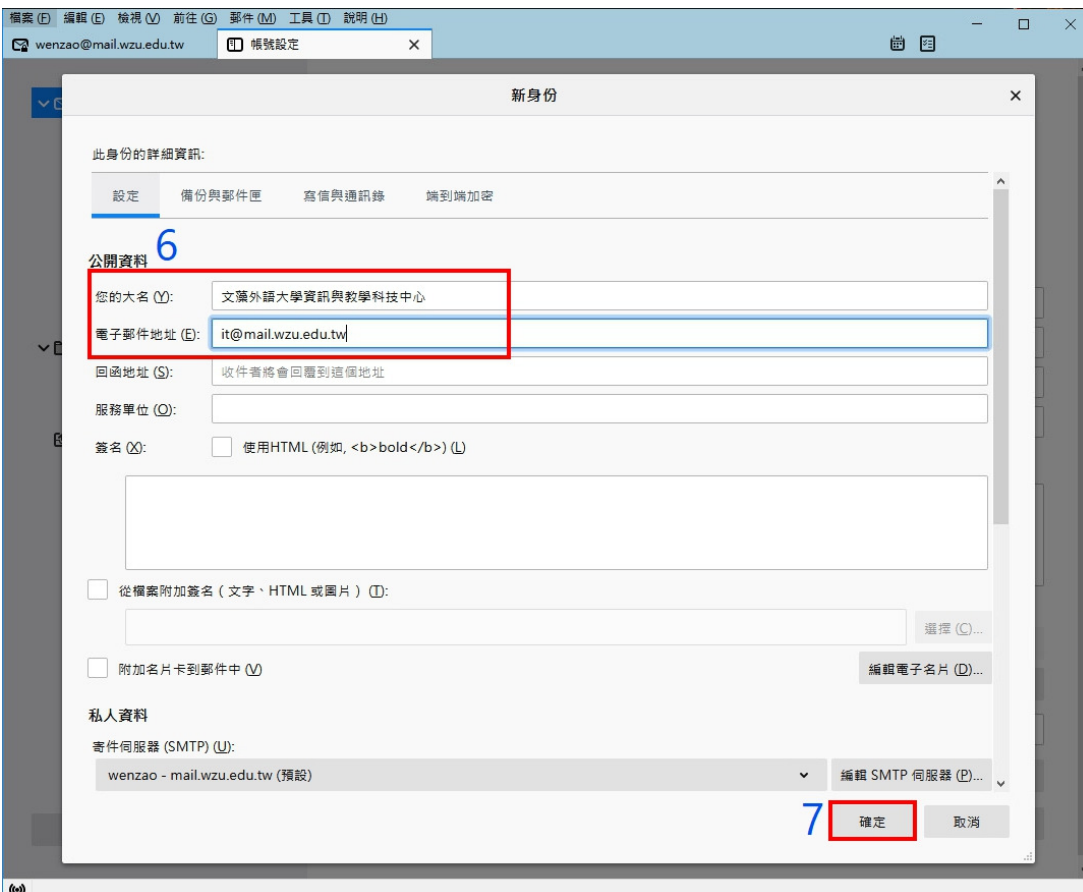 檔案(F) 編輯(E) 檢視(V) 前往(G) 郵件(M) 工具(T) 說明(H)
wenzao@mail.wzu.edu.tw 帳號設定
新身份
此身份的詳細資訊:
設定 備份與郵件匣 寫信與通訊錄 端到端加密
6
公開資料
您的大名(Y): 文藻外語大學資訊與教學科技中心
電子郵件地址(E): it@mail.wzu.edu.tw
回函地址(S): 收件者將會回覆到這個地址
服務單位(O):
簽名(X): 使用HTML (例如, <b>bold</b>) (L)
從檔案附加簽名(文字、HTML 或圖片) (T):
選擇(C)...
附加名片卡到郵件中(V) 編輯電子名片(D)...
私人資料
寄件伺服器 (SMTP) (U):
wenzao - mail.wzu.edu.tw (預設) 編輯 SMTP 伺服器(P)...
7 確定 取消